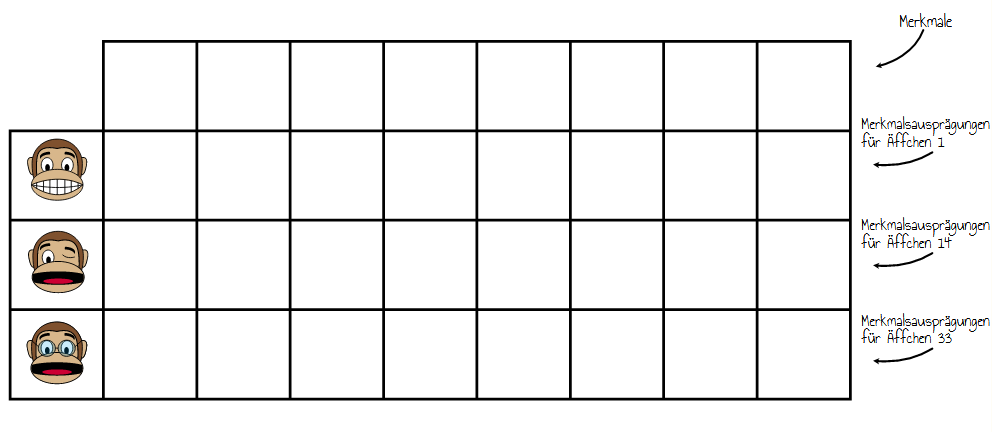 Merkmale
Merkmalsausprägungen
für Äffchen 1
Merkmalsausprägungen
für Äffchen 14
Merkmalsausprägungen
für Äffchen 33